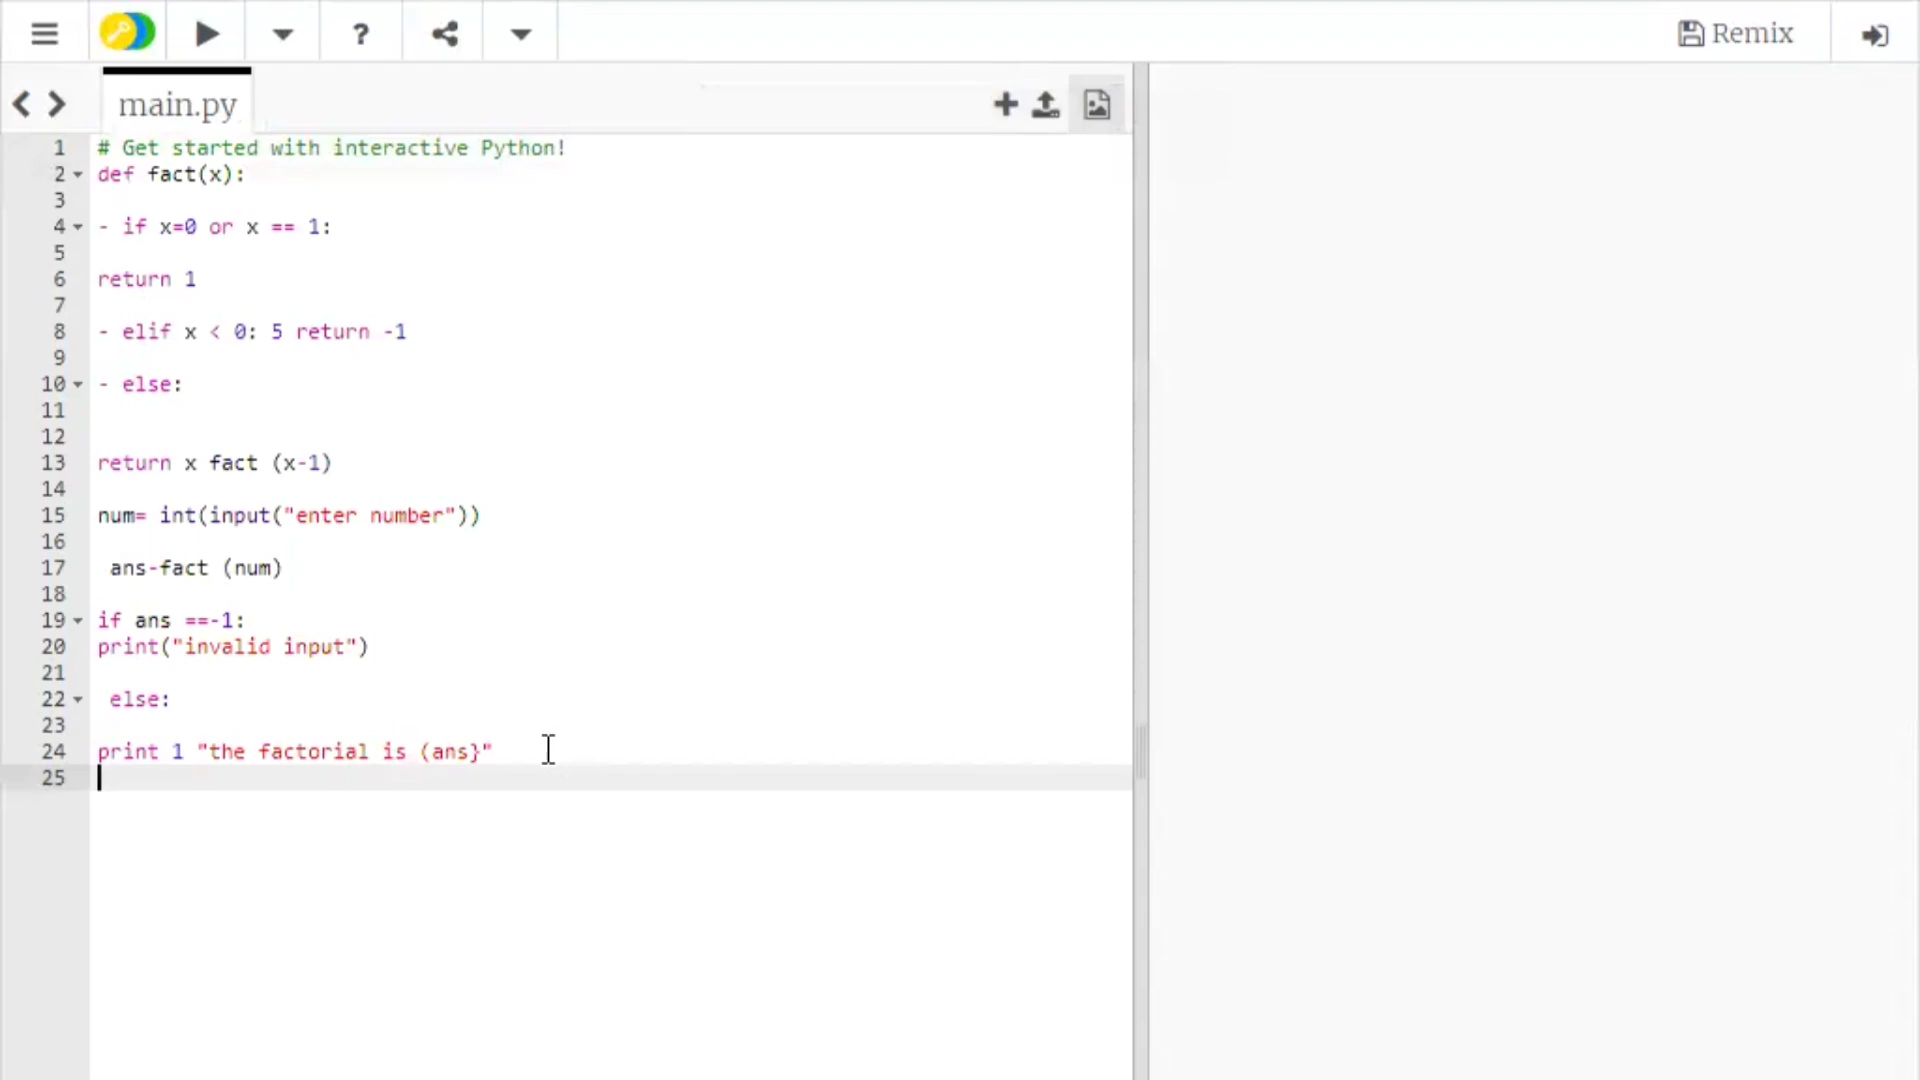 ? Remix
main.py
1 # Get started with interactive Python!
2 def fact(x):
3
4 - if x=0 or x == 1:
5
6 return 1
7
8 - elif x < 0: 5 return -1
9
10 - else:
11
12
13 return x fact (x-1)
14
15 num= int(input("enter number"))
16
17 ans-fact (num)
18
19 if ans ==-1:
20 print("invalid input")
21
22 else:
23
24 print 1 "the factorial is (ans}"
25